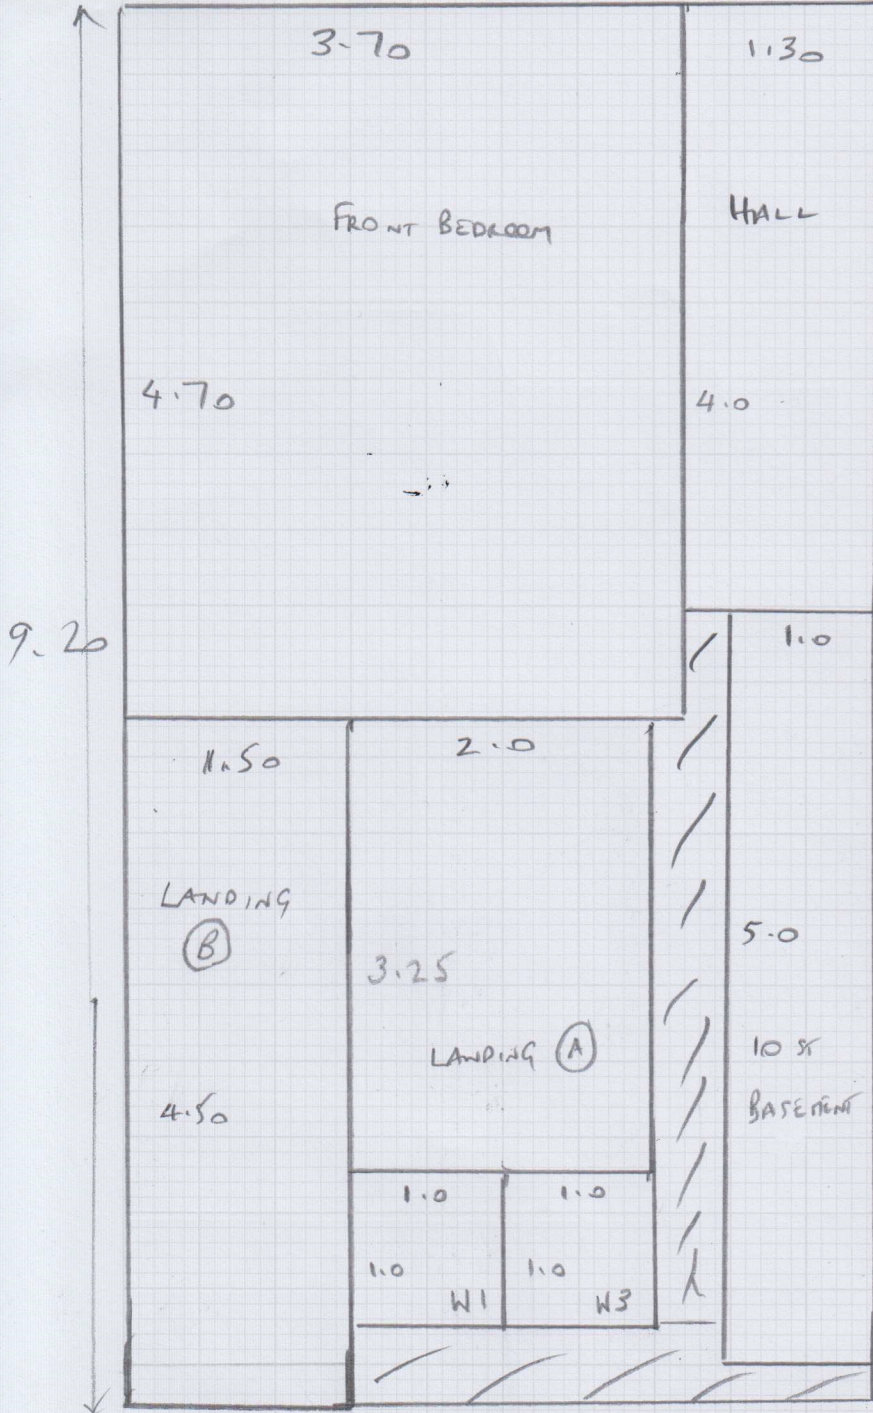 3.70
1.30
FRONT BEDROOM
HALL
4.70
4.0
9.20
1.0
1.50
2.0
LANDING
B
3.25
5.0
LANDING A
10 ST
BASEMENT
4.50
1.0
1.0
1.0
1.0
W1
W3